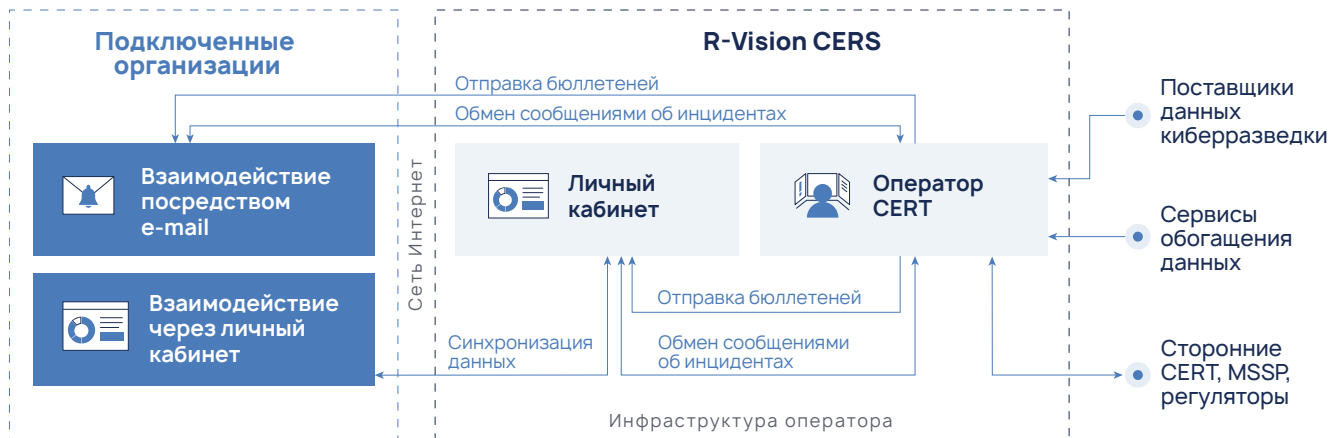 Подключенные
организации
R-Vision CERS
Отправка бюллетеней
Обмен сообщениями об инцидентах
Взаимодействие
посредством
e-mail
Взаимодействие
через личный
кабинет
Сеть Интернет
Личный
кабинет
Оператор
CERT
Отправка бюллетеней
Синхронизация
данных
Обмен сообщениями
об инцидентах
Инфраструктура оператора
Поставщики
данных
киберразведки
Сервисы
обогащения
данных
Сторонние
CERT, MSSP,
регуляторы